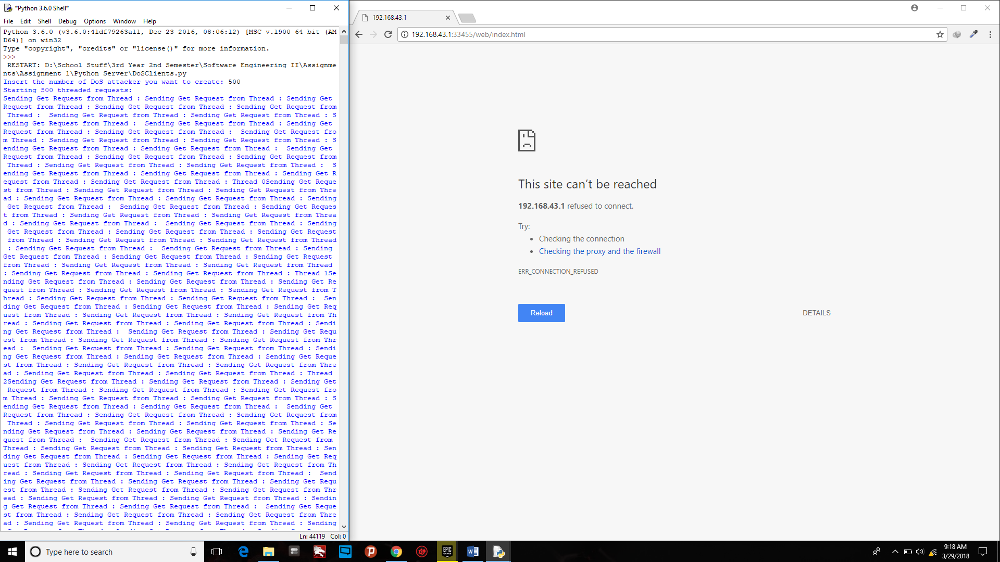 *Python 3.6.0 Shell*
File Edit Shell Debug Options Window Help
Python 3.6.0 (v3.6.0:41df79263a11, Dec 23 2016, 08:06:12) [MSC v.1900 64 bit (AM
D64)] on win32
Type "copyright", "credits" or "license()" for more information.
>>>
RESTART: D:\School Stuff\3rd Year 2nd Semester\Software Engineering II\Assignme
nts\Assignment 1\Python Server\DoSClients.py
Insert the number of DoS attacker you want to create: 500
Starting 500 threaded requests:
Sending Get Request from Thread : Sending Get Request from Thread : Sending Get
Request from Thread : Sending Get Request from Thread : Sending Get Request from
Thread :  Sending Get Request from Thread : Sending Get Request from Thread : S
ending Get Request from Thread :  Sending Get Request from Thread : Sending Get
Request from Thread : Sending Get Request from Thread :  Sending Get Request fro
m Thread : Sending Get Request from Thread : Sending Get Request from Thread : S
ending Get Request from Thread : Sending Get Request from Thread :  Sending Get
Request from Thread : Sending Get Request from Thread : Sending Get Request from
Thread : Sending Get Request from Thread : Sending Get Request from Thread :  S
ending Get Request from Thread : Sending Get Request from Thread : Sending Get R
equest from Thread : Sending Get Request from Thread : Thread 0Sending Get Reque
st from Thread : Sending Get Request from Thread : Sending Get Request from Thre
ad : Sending Get Request from Thread : Sending Get Request from Thread : Sending
Get Request from Thread :  Sending Get Request from Thread : Sending Get Reques
t from Thread : Sending Get Request from Thread : Sending Get Request from Threa
d : Sending Get Request from Thread :  Sending Get Request from Thread : Sending
Get Request from Thread : Sending Get Request from Thread : Sending Get Request
from Thread : Sending Get Request from Thread : Sending Get Request from Thread
: Sending Get Request from Thread :  Sending Get Request from Thread : Sending
Get Request from Thread : Sending Get Request from Thread : Sending Get Request
from Thread : Sending Get Request from Thread : Sending Get Request from Thread
: Sending Get Request from Thread : Sending Get Request from Thread : Thread 1Se
nding Get Request from Thread : Sending Get Request from Thread : Sending Get Re
quest from Thread : Sending Get Request from Thread : Sending Get Request from T
hread : Sending Get Request from Thread : Sending Get Request from Thread :  Sen
ding Get Request from Thread : Sending Get Request from Thread : Sending Get Req
uest from Thread : Sending Get Request from Thread : Sending Get Request from Th
read : Sending Get Request from Thread : Sending Get Request from Thread : Sendi
ng Get Request from Thread :  Sending Get Request from Thread : Sending Get Requ
est from Thread : Sending Get Request from Thread : Sending Get Request from Thr
ead :  Sending Get Request from Thread : Sending Get Request from Thread : Sendi
ng Get Request from Thread : Sending Get Request from Thread : Sending Get Reque
st from Thread : Sending Get Request from Thread : Sending Get Request from Thre
ad : Sending Get Request from Thread : Sending Get Request from Thread : Thread
2Sending Get Request from Thread : Sending Get Request from Thread : Sending Get
Request from Thread : Sending Get Request from Thread : Sending Get Request fro
m Thread : Sending Get Request from Thread : Sending Get Request from Thread : S
ending Get Request from Thread : Sending Get Request from Thread :  Sending Get
Request from Thread : Sending Get Request from Thread : Sending Get Request from
Thread : Sending Get Request from Thread : Sending Get Request from Thread : Se
nding Get Request from Thread : Sending Get Request from Thread : Sending Get Re
quest from Thread :  Sending Get Request from Thread : Sending Get Request from
Thread : Sending Get Request from Thread : Sending Get Request from Thread : Sen
ding Get Request from Thread : Sending Get Request from Thread : Sending Get Req
uest from Thread : Sending Get Request from Thread : Sending Get Request from Th
read : Sending Get Request from Thread : Sending Get Request from Thread :  Send
ing Get Request from Thread : Sending Get Request from Thread : Sending Get Requ
est from Thread : Sending Get Request from Thread : Sending Get Request from Thr
ead : Sending Get Request from Thread : Sending Get Request from Thread : Sendin
g Get Request from Thread : Sending Get Request from Thread :  Sending Get Reque
st from Thread : Sending Get Request from Thread : Sending Get Request from Thre
ad : Sending Get Request from Thread : Sending Get Request from Thread : Sending
Ln: 44119 Col: 0
192.168.43.1
192.168.43.1:33455/web/index.html
This site can’t be reached
192.168.43.1 refused to connect.
Try:
• Checking the connection
• Checking the proxy and the firewall
ERR_CONNECTION_REFUSED
Reload
DETAILS
Type here to search
EPIC
GAMES
9:18 AM
3/29/2018